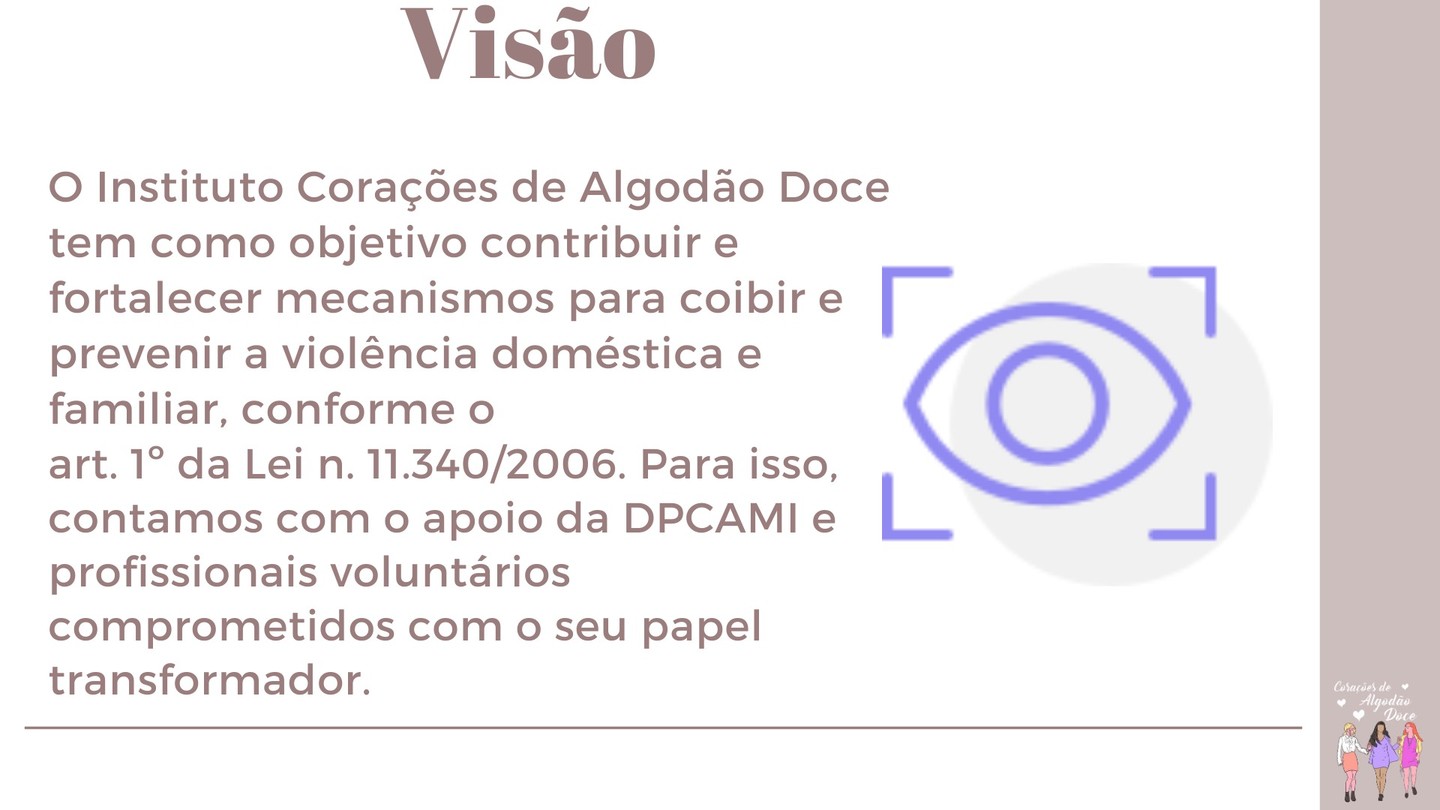 Visão
O Instituto Corações de Algodão Doce
tem como objetivo contribuir e
fortalecer mecanismos para coibir e
prevenir a violência doméstica e
familiar, conforme o
art. 1º da Lei n. 11.340/2006. Para isso,
contamos com o apoio da DPCAMI e
profissionais voluntários
comprometidos com o seu papel
transformador.
Corações de
Algodão
Doce